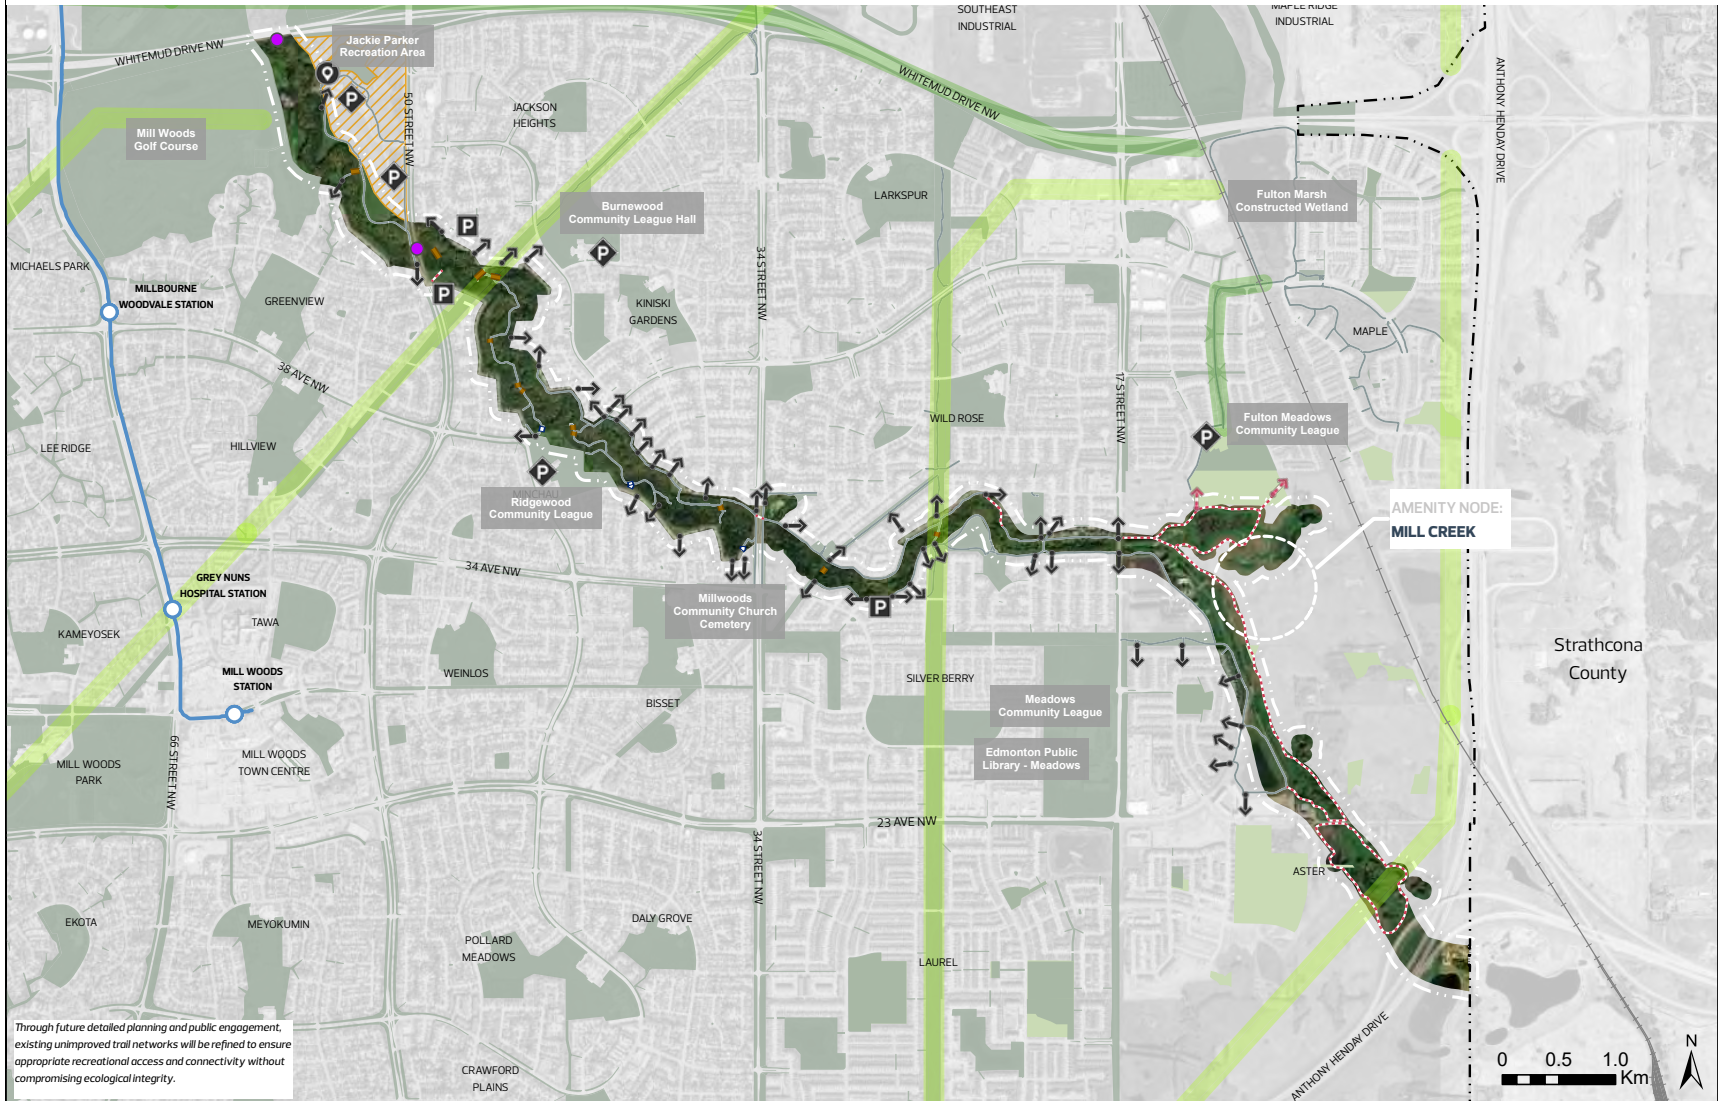 SOUTHEAST
INDUSTRIAL
MAPLE RIDGE
INDUSTRIAL
Jackie Parker
Recreation Area
WHITEMUD DRIVE NW
WHITEMUD DRIVE NW
ANTHONY HENDAY DRIVE
50 STREET NW
P
JACKSON
HEIGHTS
Mill Woods
Golf Course
P
LARKSPUR
Fulton Marsh
Constructed Wetland
Burnewood
Community League Hall
P
P
34 STREET NW
MICHAELS PARK
MILLBOURNE
WOODVALE STATION
GREENVIEW
P
KINISKI
GARDENS
MAPLE
38 AVE NW
17 STREET NW
WILD ROSE
Fulton Meadows
Community League
P
LEE RIDGE
HILLVIEW
P
MINCHAU
Ridgewood
Community League
AMENITY NODE:
MILL CREEK
34 AVE NW
GREY NUNS
HOSPITAL STATION
Millwoods
Community Church
Cemetery
P
TAWA
KAMEYOSEK
Strathcona
County
MILL WOODS
STATION
WEINLOS
SILVER BERRY
BISSET
Meadows
Community League
66 STREET NW
MILL WOODS
TOWN CENTRE
MILL WOODS
PARK
Edmonton Public
Library - Meadows
23 AVE NW
34 STREET NW
ASTER
EKOTA
MEYOKUMIN
DALY GROVE
POLLARD
MEADOWS
LAUREL
Through future detailed planning and public engagement,
existing unimproved trail networks will be refined to ensure
appropriate recreational access and connectivity without
compromising ecological integrity.
CRAWFORD
PLAINS
ANTHONY HENDAY DRIVE
N
0 0.5 1.0
Km